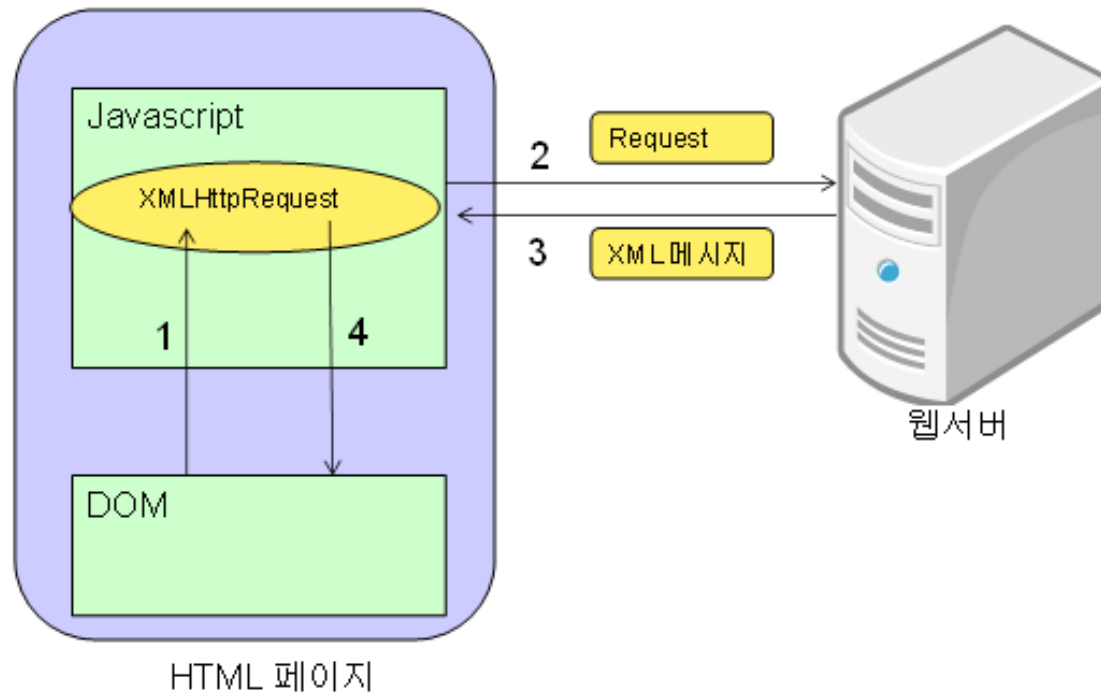 Javascript
XMLHttpRequest
2
Request
3
XML메시지
1
4
웹서버
DOM
HTML 페이지